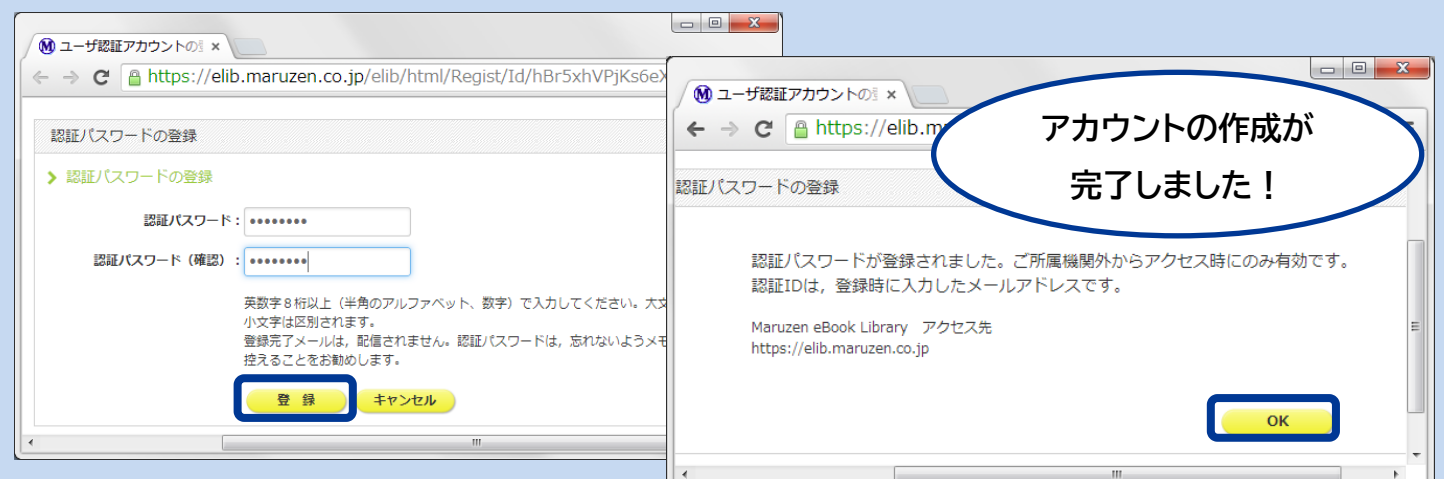 ユーザ認証アカウントの
https://elib.maruzen.co.jp/elib/html/Regist/Id/hBr5xhVPjKs6eX
認証パスワードの登録
認証パスワードの登録
認証パスワード：
認証パスワード（確認）：
英数字８桁以上（半角のアルファベット、数字）で入力してください。大文
小文字は区別されます。
登録完了メールは，配信されません。認証パスワードは，忘れないようメモ
控えることをお勧めします。
登 録
キャンセル
ユーザ認証アカウントの
https://elib.m
アカウントの作成が
完了しました！
認証パスワードの登録
認証パスワードが登録されました。ご所属機関外からアクセス時にのみ有効です。
認証IDは，登録時に入力したメールアドレスです。
Maruzen eBook Library　アクセス先
https://elib.maruzen.co.jp
OK